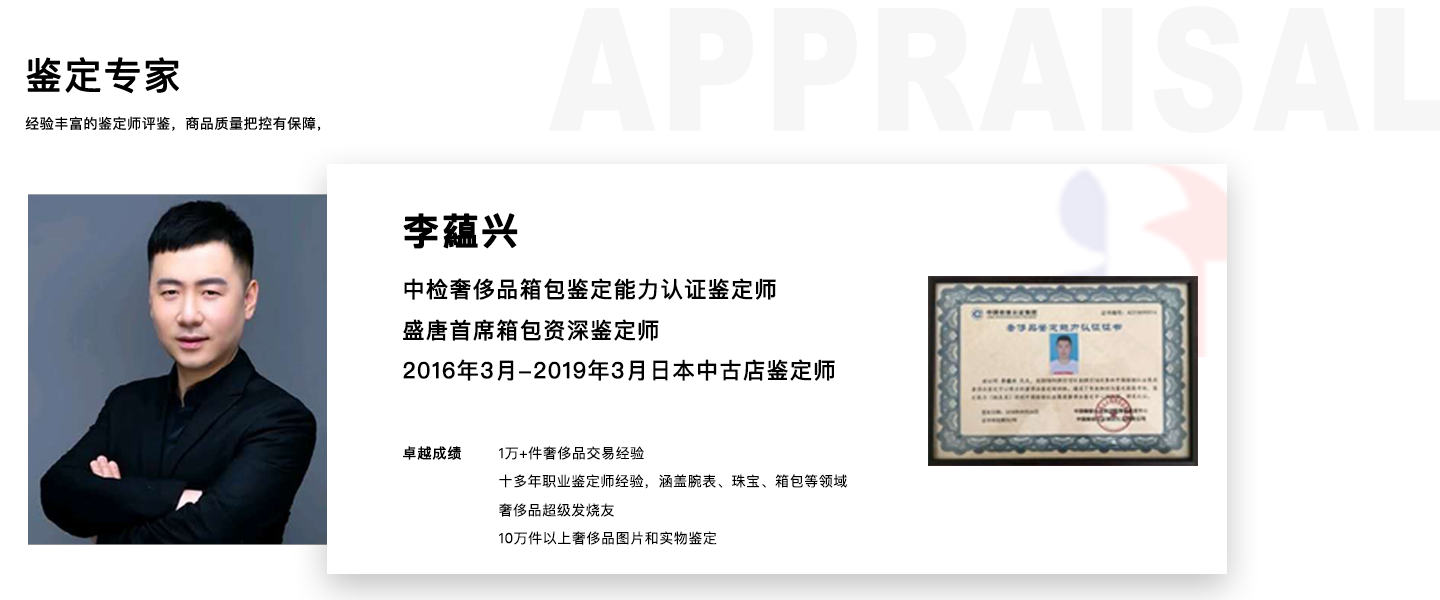 APPRAISAL
鉴定专家
经验丰富的鉴定师评鉴，商品质量把控有保障，
李蕴兴
中检奢侈品箱包鉴定能力认证鉴定师
盛唐首席箱包资深鉴定师
2016年3月-2019年3月日本中古店鉴定师
卓越成绩 1万+件奢侈品交易经验
十多年职业鉴定师经验，涵盖腕表、珠宝、箱包等领域
奢侈品超级发烧友
10万件以上奢侈品图片和实物鉴定
奢侈品鉴定能力认证证书